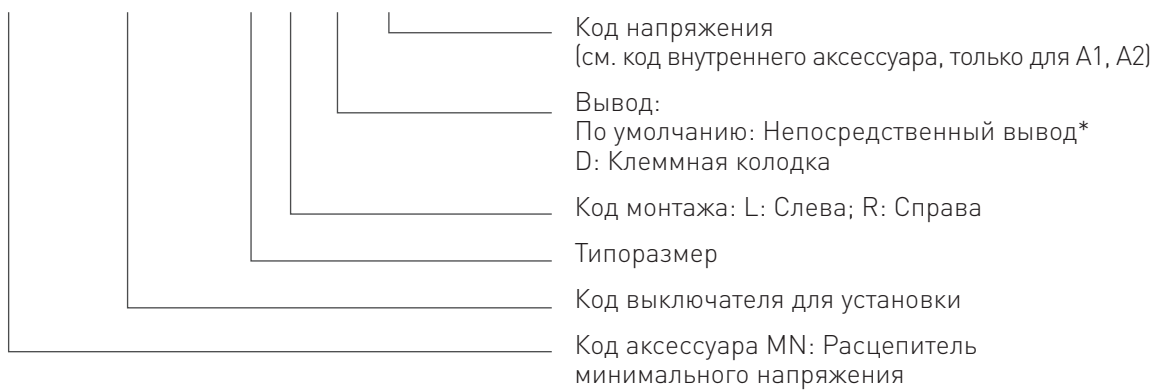 Код напряжения
(см. код внутреннего аксессуара, только для А1, А2)
Вывод:
По умолчанию: Непосредственный вывод*
D: Клеммная колодка
Код монтажа: L: Слева; R: Справа
Типоразмер
Код выключателя для установки
Код аксессуара MN: Расцепитель
минимального напряжения